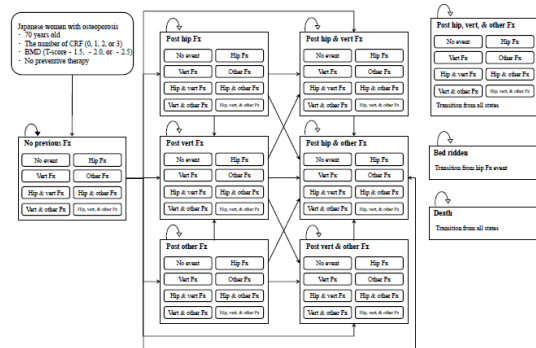 Japanese women with osteoporosis
· 70 years old
· The number of CRF (0, 1, 2, or 3)
· BMD (T-score - 1.5, - 2.0, or - 2.5)
· No preventive therapy
No previous Fx
No event Hip Fx
Vert Fx Other Fx
Hip & vert Fx Hip & other Fx
Vert & other Fx Hip, vert, & other Fx
Post hip Fx
No event Hip Fx
Vert Fx Other Fx
Hip & vert Fx Hip & other Fx
Vert & other Fx Hip, vert, & other Fx
Post vert Fx
No event Hip Fx
Vert Fx Other Fx
Hip & vert Fx Hip & other Fx
Vert & other Fx Hip, vert, & other Fx
Post other Fx
No event Hip Fx
Vert Fx Other Fx
Hip & vert Fx Hip & other Fx
Vert & other Fx Hip, vert, & other Fx
Post hip & vert Fx
No event Hip Fx
Vert Fx Other Fx
Hip & vert Fx Hip & other Fx
Vert & other Fx Hip, vert, & other Fx
Post hip & other Fx
No event Hip Fx
Vert Fx Other Fx
Hip & vert Fx Hip & other Fx
Vert & other Fx Hip, vert, & other Fx
Post vert & other Fx
No event Hip Fx
Vert Fx Other Fx
Hip & vert Fx Hip & other Fx
Vert & other Fx Hip, vert, & other Fx
Post hip, vert, & other Fx
No event Hip Fx
Vert Fx Other Fx
Hip & vert Fx Hip & other Fx
Vert & other Fx Hip, vert, & other Fx
Transition from all states
Bed ridden
Transition from hip Fx event
Death
Transition from all states